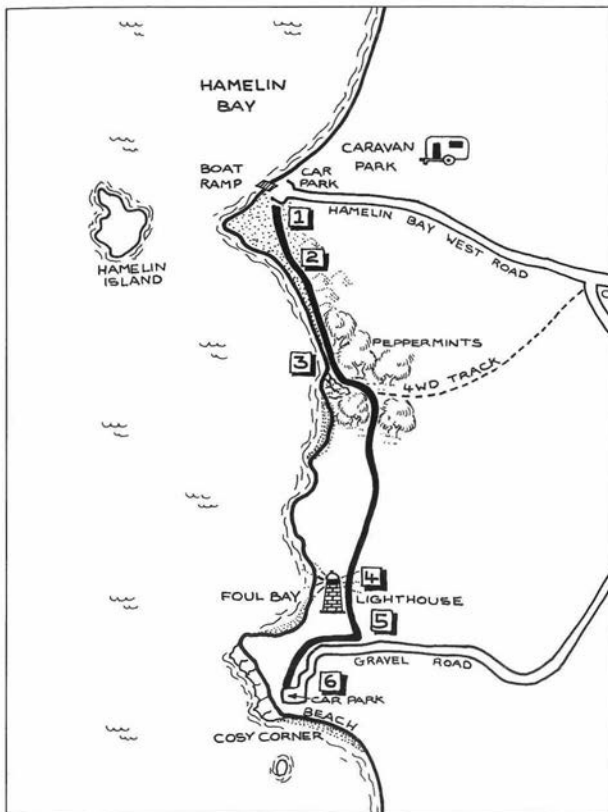 HAMELIN
BAY
CARAVAN
PARK
BOAT
RAMP
CAR
PARK
1
HAMELIN BAY WEST ROAD
HAMELIN
ISLAND
2
PEPPERMINTS
3
4WD TRACK
4
FOUL BAY
LIGHTHOUSE
5
GRAVEL ROAD
6
CAR PARK
BEACH
COSY CORNER